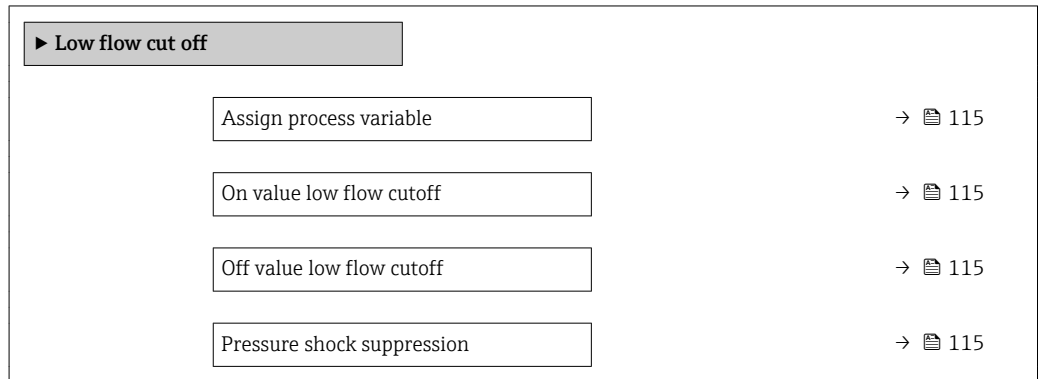 ▶ Low flow cut off
Assign process variable → 115
On value low flow cutoff → 115
Off value low flow cutoff → 115
Pressure shock suppression → 115